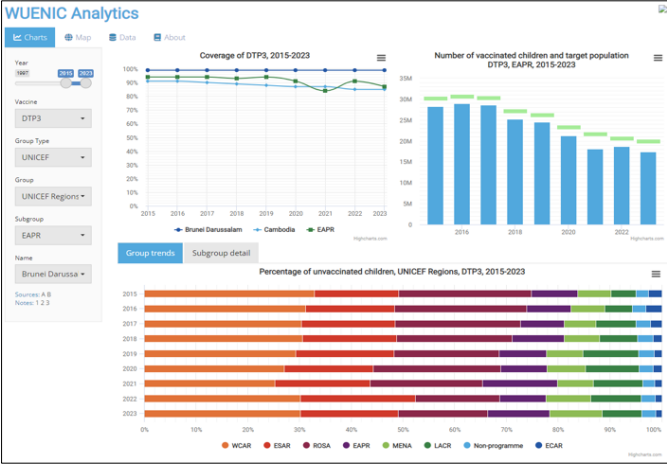 WUENIC Analytics
Charts
Map
Data
About
Year
1997
2015
2023
Vaccine
DTP3
Group Type
UNICEF
Group
UNICEF Regions
Subgroup
EAPR
Name
Brunei Darussa
Sources: A B
Notes: 1 2 3
Coverage of DTP3, 2015-2023
100%
90%
80%
70%
60%
50%
40%
30%
20%
10%
0%
2015 2016 2017 2018 2019 2020 2021 2022 2023
Brunei Darussalam Cambodia EAPR
Highcharts.com
Number of vaccinated children and target population
DTP3, EAPR, 2015-2023
35M
30M
25M
20M
15M
10M
5M
0M
2016 2018 2020 2022
Highcharts.com
Group trends
Subgroup detail
Percentage of unvaccinated children, UNICEF Regions, DTP3, 2015-2023
2015
2016
2017
2018
2019
2020
2021
2022
2023
0% 10% 20% 30% 40% 50% 60% 70% 80% 90% 100%
WCAR ESAR ROSA EAPR MENA LACR Non-programme ECAR
Highcharts.com